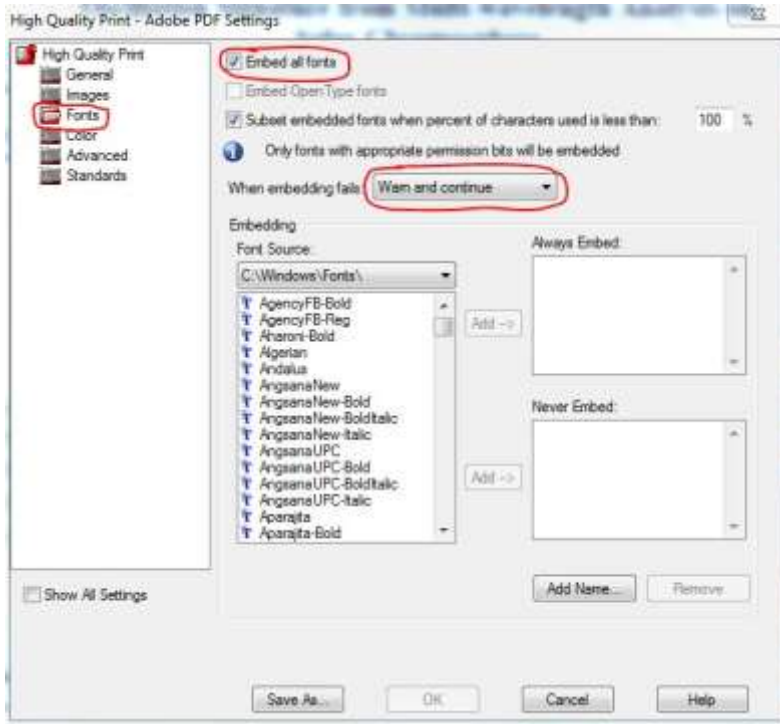 High Quality Print - Adobe PDF Settings
High Quality Print
General
Images
Fonts
Color
Advanced
Standards
Show All Settings
Embed all fonts
Embed OpenType fonts
Subset embedded fonts when percent of characters used is less than: 100 %
Only fonts with appropriate permission bits will be embedded
When embedding fails: Warn and continue
Embedding
Font Source:
C:\Windows\Fonts\
AgencyFB-Bold
AgencyFB-Reg
Aharoni-Bold
Algerian
Andalus
AngsanaNew
AngsanaNew-Bold
AngsanaNew-BoldItalic
AngsanaNew-Italic
AngsanaUPC
AngsanaUPC-Bold
AngsanaUPC-BoldItalic
AngsanaUPC-Italic
Aparajita
Aparajita-Bold
Add -->
Add -->
Always Embed:
Never Embed:
Add Name...
Remove
Save As...
OK
Cancel
Help